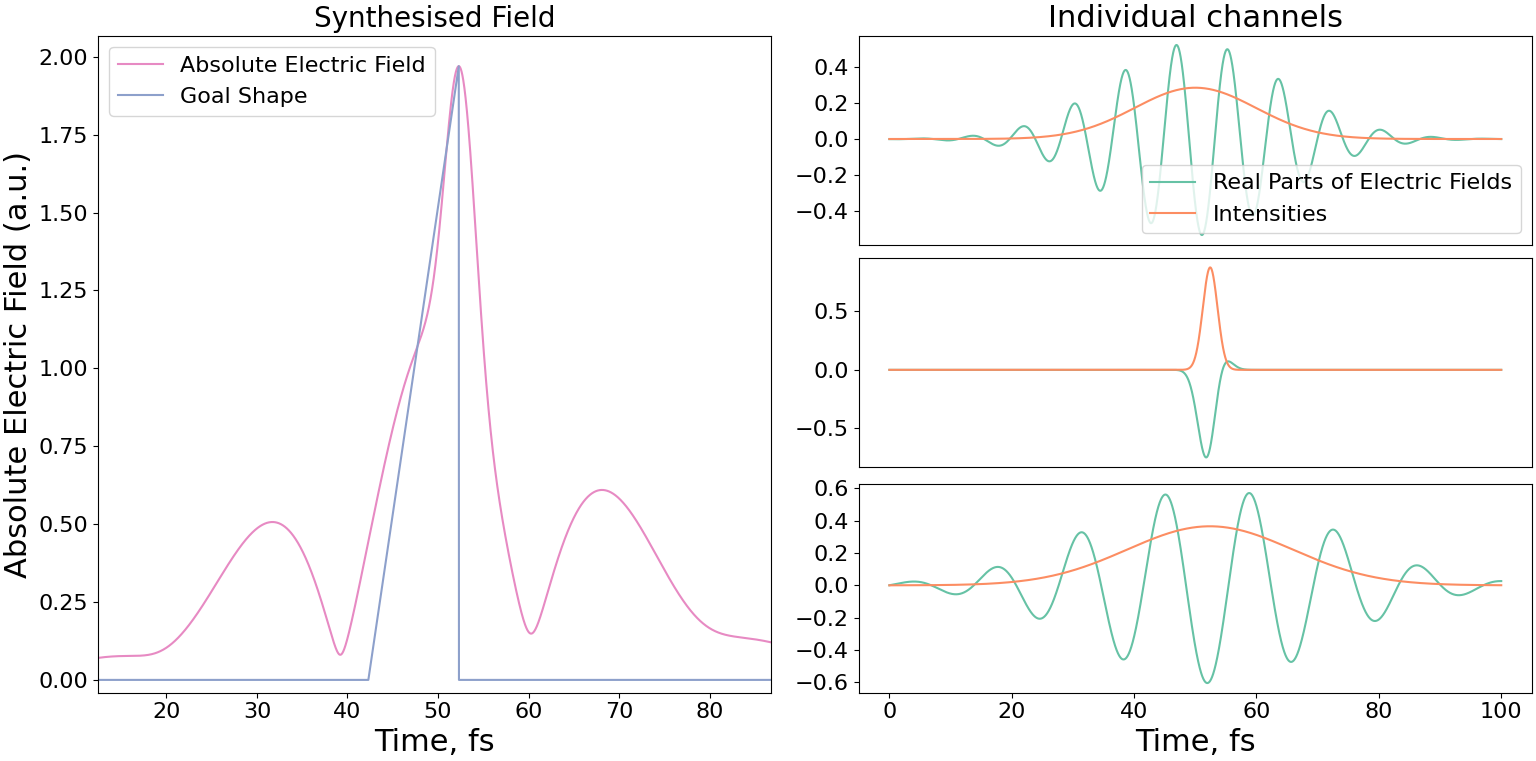 Synthesised Field
Absolute Electric Field (a.u.)
2.00
1.75
1.50
1.25
1.00
0.75
0.50
0.25
0.00
Absolute Electric Field
Goal Shape
20 30 40 50 60 70 80
Time, fs
Individual channels
0.4
0.2
0.0
−0.2
−0.4
Real Parts of Electric Fields
Intensities
0.5
0.0
−0.5
0.6
0.4
0.2
0.0
−0.2
−0.4
−0.6
0 20 40 60 80 100
Time, fs